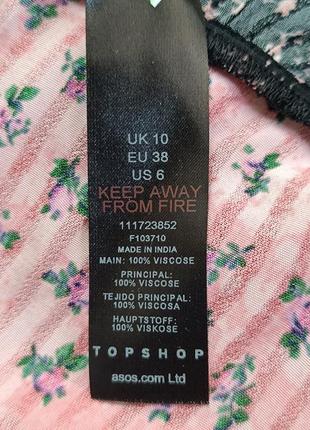 UK 10
EU 38
US 6
KEEP AWAY
FROM FIRE
111723852
F103710
MADE IN INDIA
MAIN: 100% VISCOSE
PRINCIPAL:
100% VISCOSE
TEJIDO PRINCIPAL:
100% VISCOSA
HAUPTSTOFF:
100% VISKOSE
TOPSHOP
asos.com Ltd